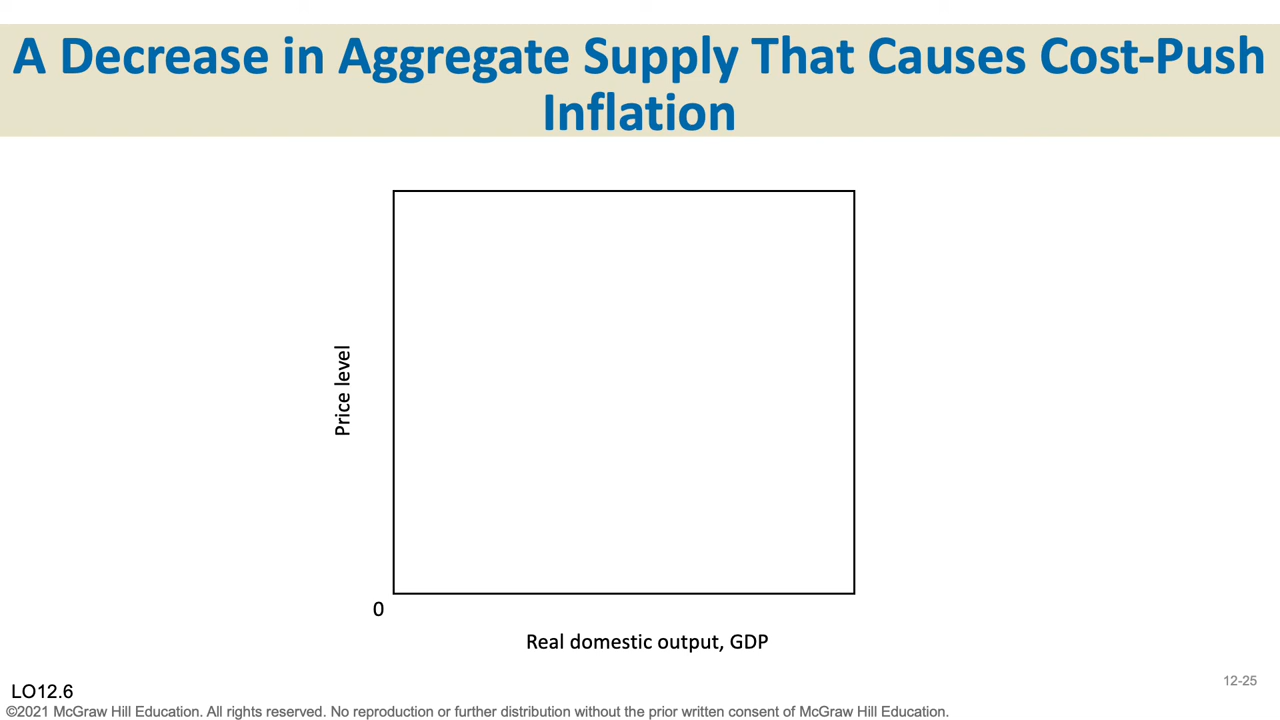 A Decrease in Aggregate Supply That Causes Cost-Push
Inflation
Price level
0
Real domestic output, GDP
LO12.6
12-25
©2021 McGraw Hill Education. All rights reserved. No reproduction or further distribution without the prior written consent of McGraw Hill Education.